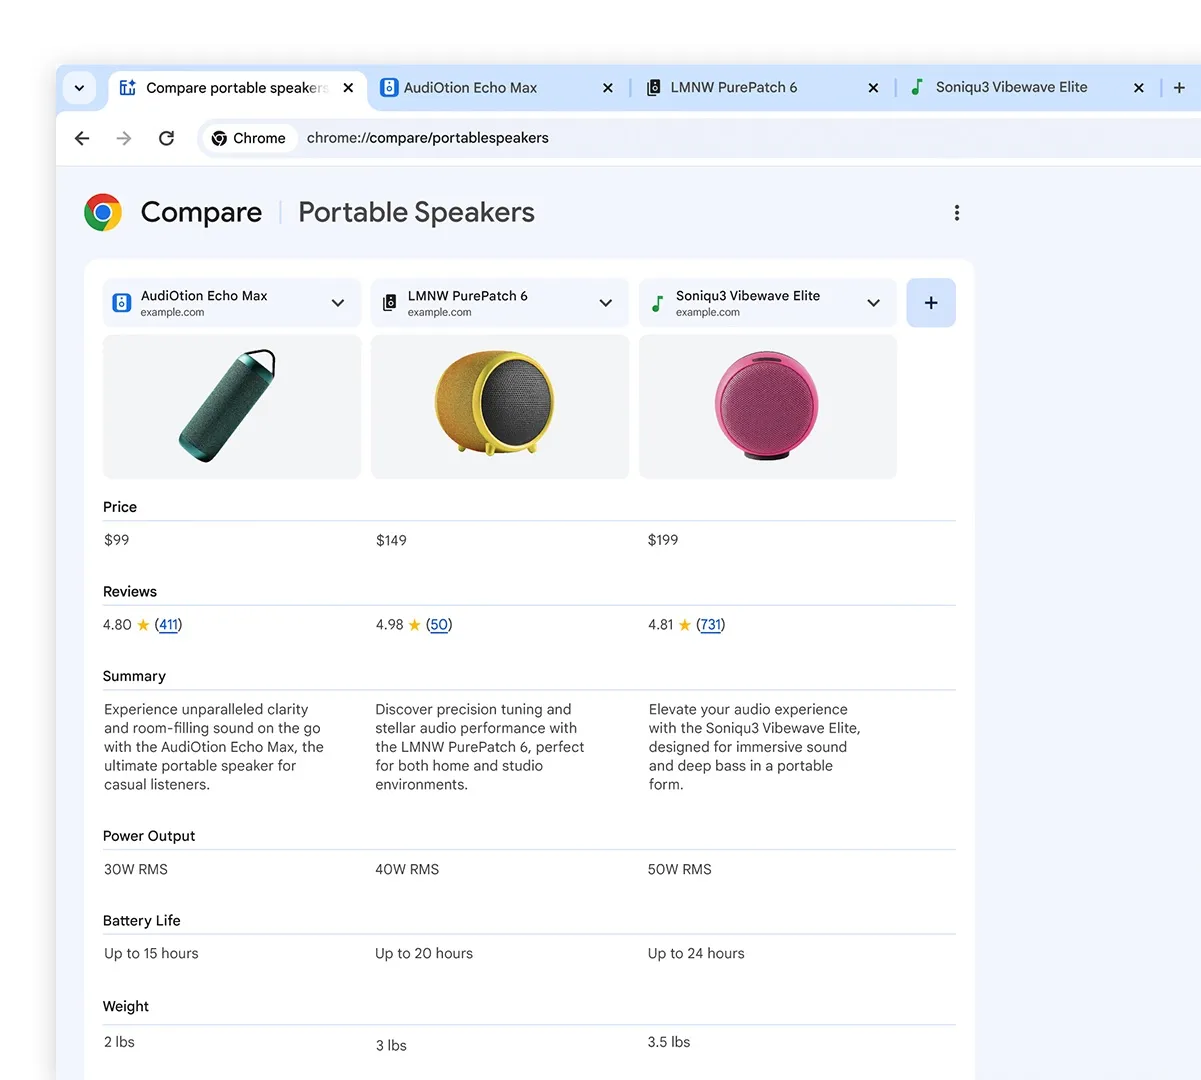 Compare portable speakers
AudiOtion Echo Max
LMNW PurePatch 6
Soniqu3 Vibewave Elite
Chrome
chrome://compare/portablespeakers
Compare
Portable Speakers
AudiOtion Echo Max
example.com
LMNW PurePatch 6
example.com
Soniqu3 Vibewave Elite
example.com
Price
$99
$149
$199
Reviews
4.80 ★ (411)
4.98 ★ (50)
4.81 ★ (731)
Summary
Experience unparalleled clarity
and room-filling sound on the go
with the AudiOtion Echo Max, the
ultimate portable speaker for
casual listeners.
Discover precision tuning and
stellar audio performance with
the LMNW PurePatch 6, perfect
for both home and studio
environments.
Elevate your audio experience
with the Soniqu3 Vibewave Elite,
designed for immersive sound
and deep bass in a portable
form.
Power Output
30W RMS
40W RMS
50W RMS
Battery Life
Up to 15 hours
Up to 20 hours
Up to 24 hours
Weight
2 lbs
3 lbs
3.5 lbs